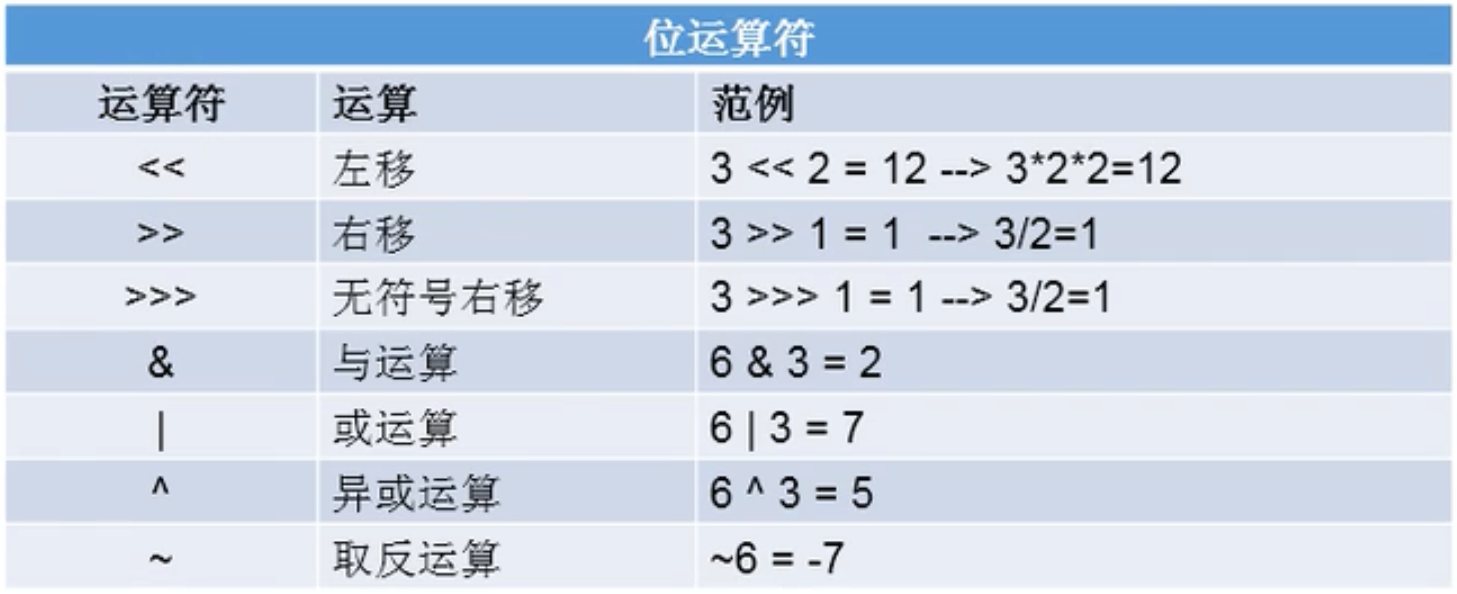 位运算符
运算符 运算 范例
<< 左移 3 << 2 = 12 --> 3*2*2=12
>> 右移 3 >> 1 = 1 --> 3/2=1
>>> 无符号右移 3 >>> 1 = 1 --> 3/2=1
& 与运算 6 & 3 = 2
| 或运算 6 | 3 = 7
^ 异或运算 6 ^ 3 = 5
~ 取反运算 ~6 = -7